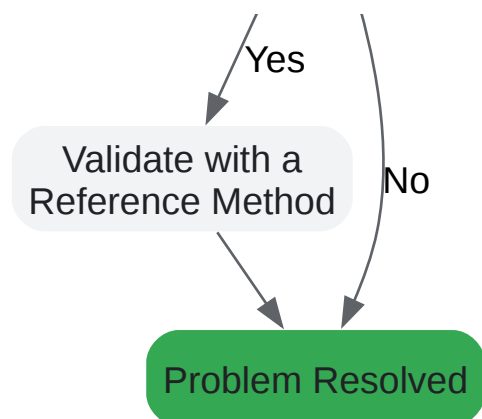 Yes
Validate with a
Reference Method
No
Problem Resolved